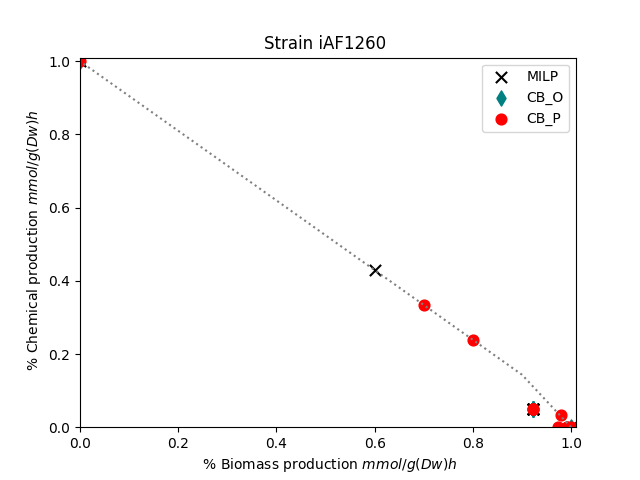 Strain iAF1260
% Chemical production mmol/g(Dw)h
1.0
0.8
0.6
0.4
0.2
0.0
MILP
CB_O
CB_P
0.0 0.2 0.4 0.6 0.8 1.0
% Biomass production mmol/g(Dw)h